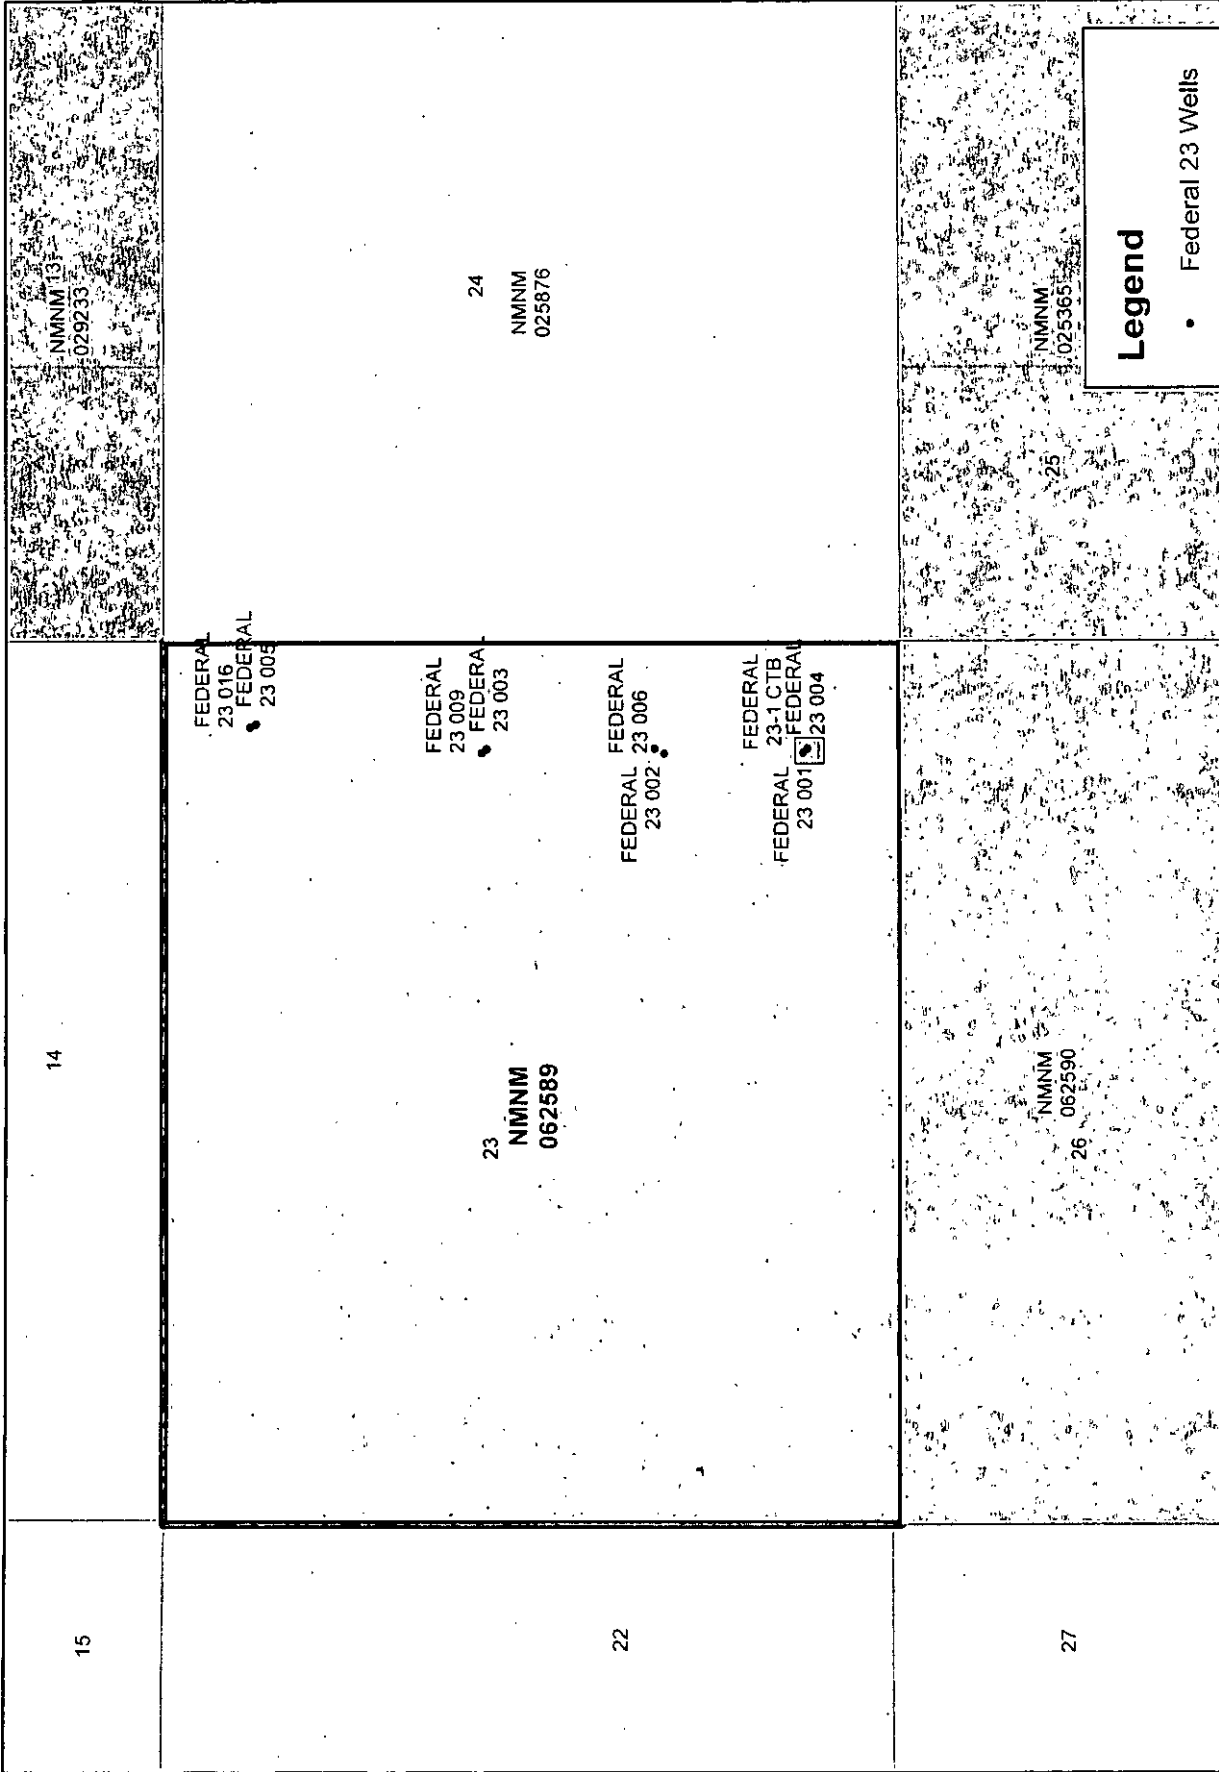 15
14
NMNM 13
029233
FEDERAL
23 016
FEDERAL
23 005
22
23
NMNM
062589
FEDERAL
23 009
FEDERAL
23 003
24
NMNM
025876
FEDERAL
23 006
FEDERAL
23 002
FEDERAL
23-1 CTB
FEDERAL
23 004
FEDERAL
23 001
27
NMNM
062590
26
25
NMNM
025365
Legend
• Federal 23 Wells